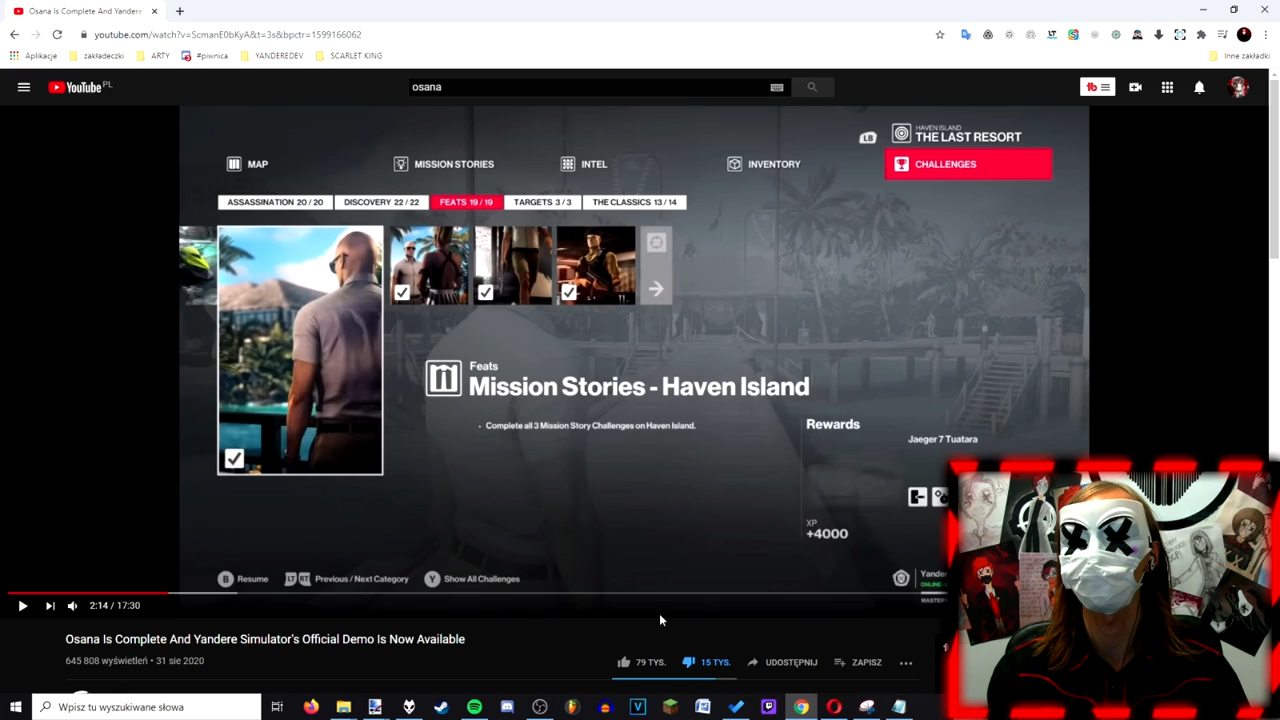 Osana Is Complete And Yandere
youtube.com/watch?v=ScmanE0bKyA&t=3s&bpctr=1599166062
Aplikacje
zakładeczki
ARTY
#piwnica
YANDEREDEV
SCARLET KING
Inne zakładki
YouTube PL
osana
HAVEN ISLAND
LB
THE LAST RESORT
MAP
MISSION STORIES
INTEL
INVENTORY
CHALLENGES
ASSASSINATION 20 / 20
DISCOVERY 22 / 22
FEATS 19 / 19
TARGETS 3 / 3
THE CLASSICS 13 / 14
Feats
Mission Stories - Haven Island
Complete all 3 Mission Story Challenges on Haven Island.
Rewards
Jaeger 7 Tuatara
XP
+4000
B Resume
LT RT Previous / Next Category
Y Show All Challenges
Yander
ONLINE
MASTER
2:14 / 17:30
Osana Is Complete And Yandere Simulator's Official Demo Is Now Available
645 808 wyświetleń • 31 sie 2020
79 TYS.
15 TYS.
UDOSTĘPNIJ
ZAPISZ
Wpisz tu wyszukiwane słowa